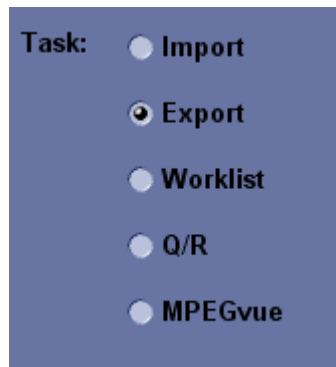 Task: Import
Export
Worklist
Q/R
MPEGvue